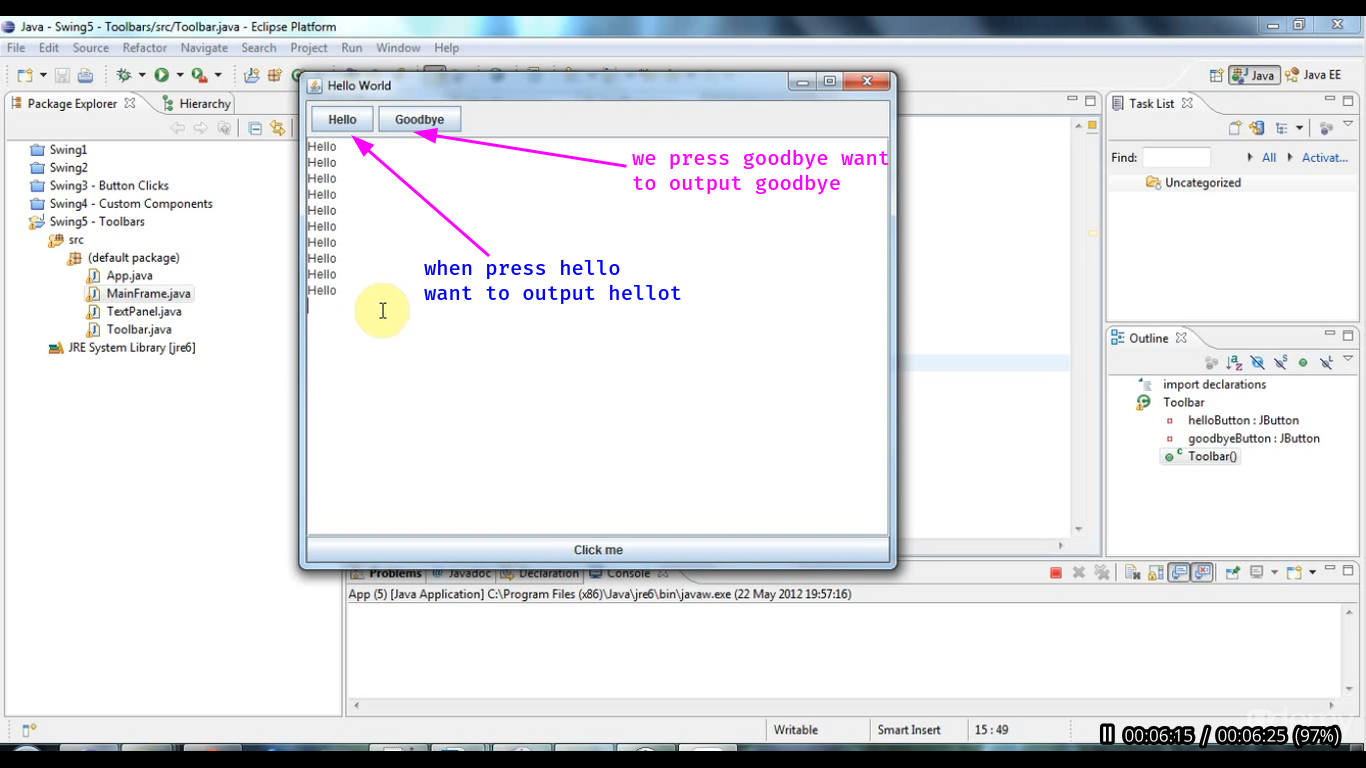 Java - Swing5 - Toolbars/src/Toolbar.java - Eclipse Platform
File Edit Source Refactor Navigate Search Project Run Window Help
Java Java EE
Package Explorer Hierarchy
Swing1
Swing2
Swing3 - Button Clicks
Swing4 - Custom Components
Swing5 - Toolbars
src
(default package)
App.java
MainFrame.java
TextPanel.java
Toolbar.java
JRE System Library [jre6]
Hello World
Hello Goodbye
Hello
Hello
Hello
Hello
Hello
Hello
Hello
Hello
Hello
Hello
we press goodbye want
to output goodbye
when press hello
want to output hellot
Click me
Task List
Find: All Activat...
Uncategorized
Outline
import declarations
Toolbar
helloButton : JButton
goodbyeButton : JButton
Toolbar()
Problems Javadoc Declaration Console
App (5) [Java Application] C:\Program Files (x86)\Java\jre6\bin\javaw.exe (22 May 2012 19:57:16)
Writable Smart Insert 15 : 49
00:06:15 / 00:06:25 (97%)